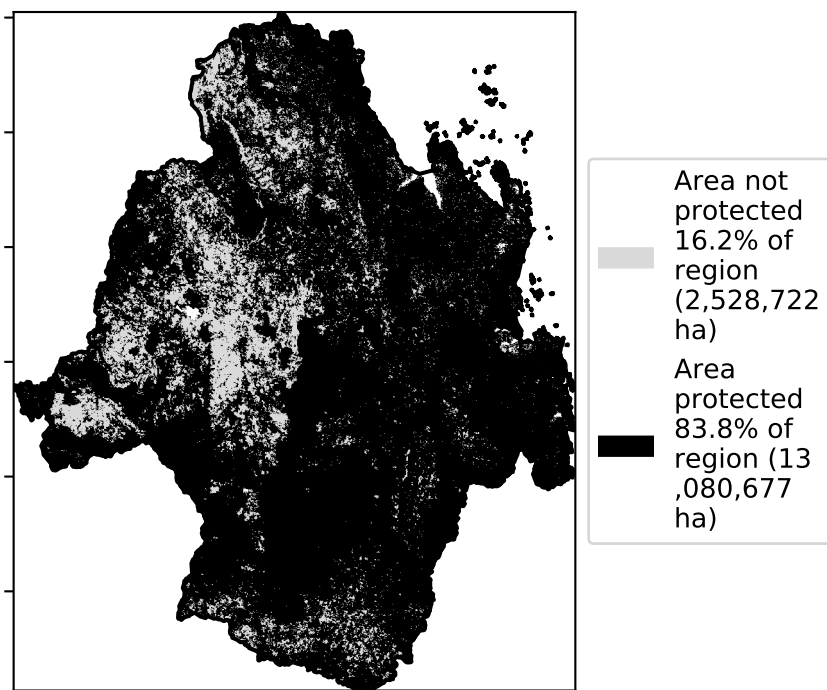 Area not
protected
16.2% of
region
(2,528,722
ha)
Area
protected
83.8% of
region (13
,080,677
ha)